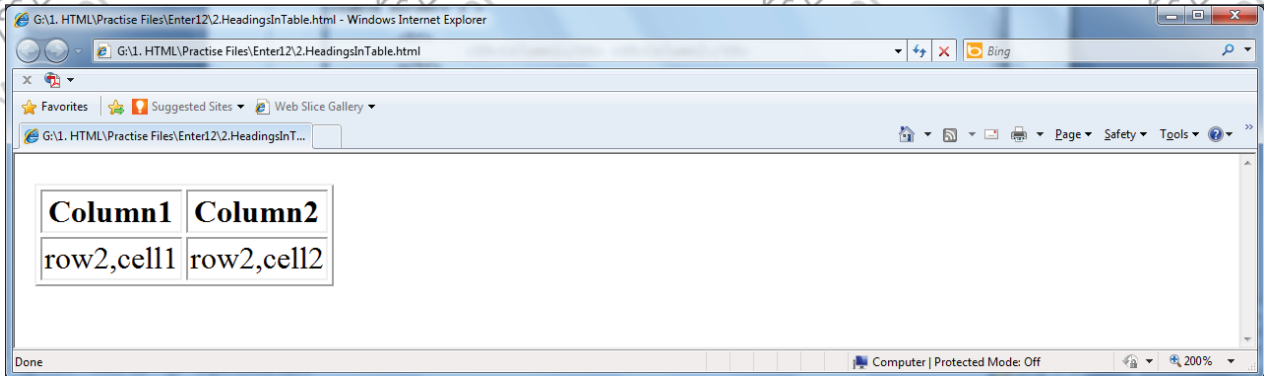 G:\1. HTML\Practise Files\Enter12\2.HeadingsInTable.html - Windows Internet Explorer
G:\1. HTML\Practise Files\Enter12\2.HeadingsInTable.html
Bing
x
Favorites Suggested Sites Web Slice Gallery
G:\1. HTML\Practise Files\Enter12\2.HeadingsInT... Page Safety Tools »
Column1 Column2
row2,cell1 row2,cell2
Done Computer | Protected Mode: Off 200%